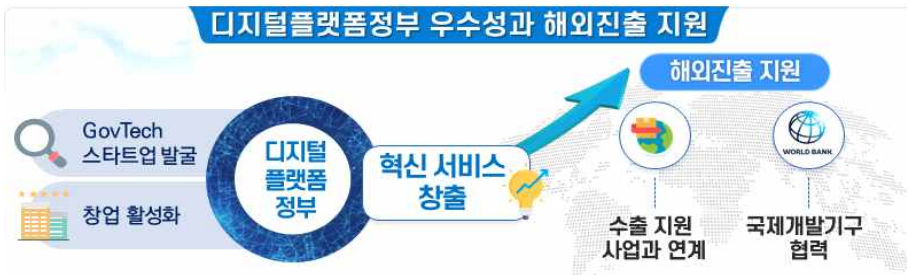 디지털플랫폼정부 우수성과 해외진출 지원
해외진출 지원
GovTech
스타트업 발굴
창업 활성화
디지털
플랫폼
정부
혁신 서비스
창출
WORLD BANK
수출 지원
사업과 연계
국제개발기구
협력